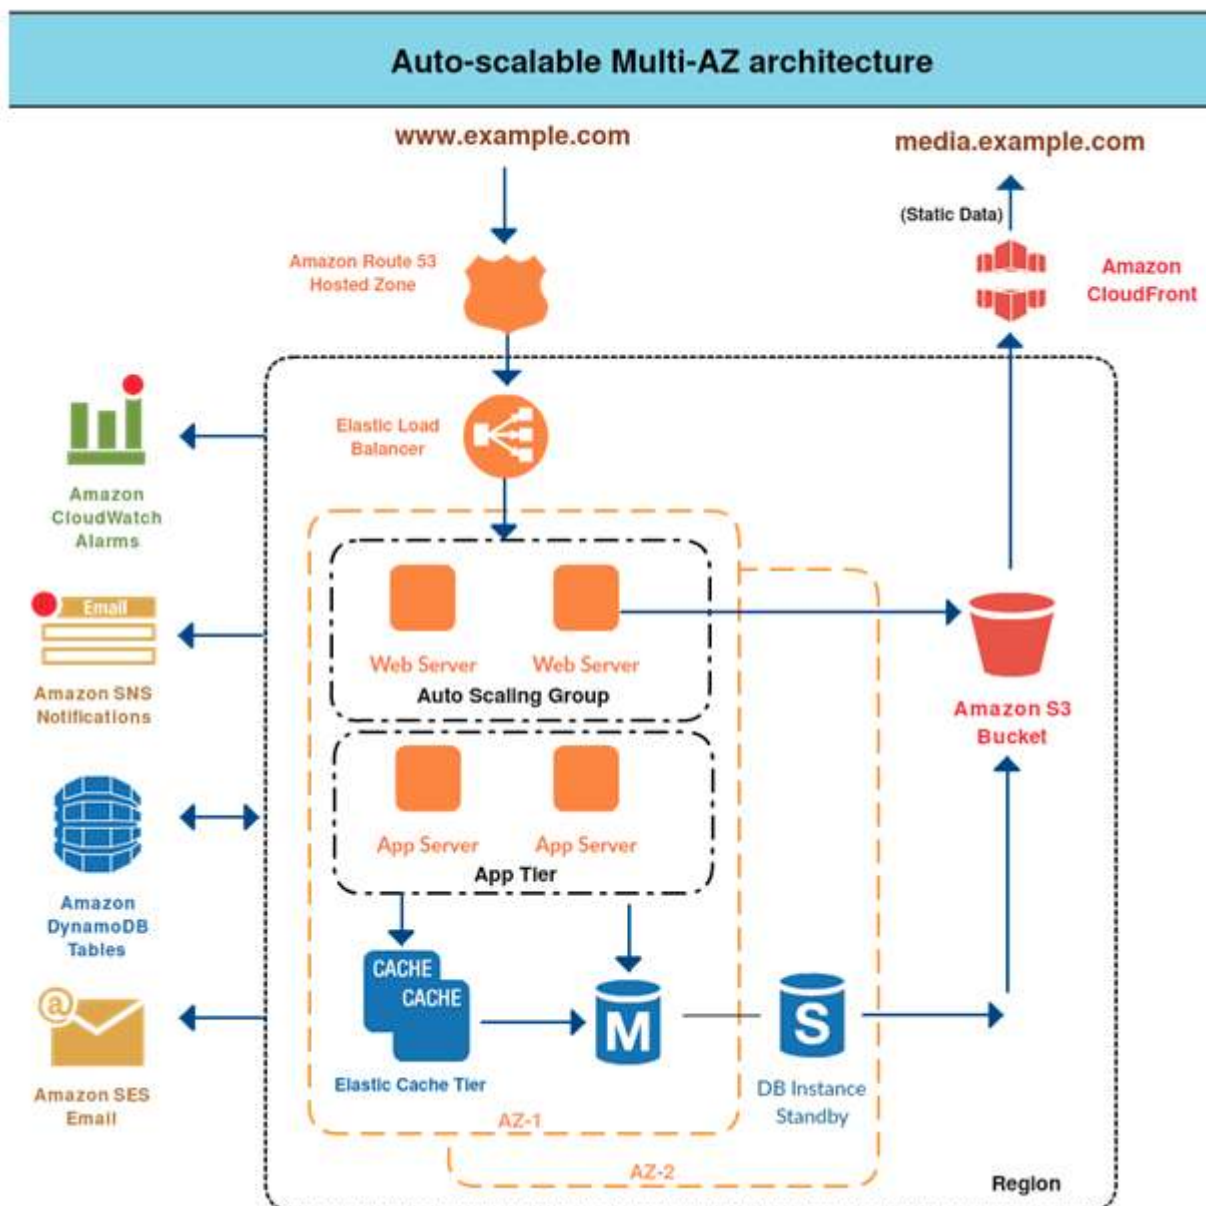 Auto-scalable Multi-AZ architecture
www.example.com
media.example.com
(Static Data)
Amazon Route 53
Hosted Zone
Amazon
CloudFront
Elastic Load
Balancer
Amazon
CloudWatch
Alarms
Email
Amazon SNS
Notifications
Web Server
Web Server
Auto Scaling Group
Amazon S3
Bucket
App Server
App Server
App Tier
Amazon
DynamoDB
Tables
CACHE
CACHE
Elastic Cache Tier
M
S
DB Instance
Standby
@
Amazon SES
Email
AZ-1
AZ-2
Region